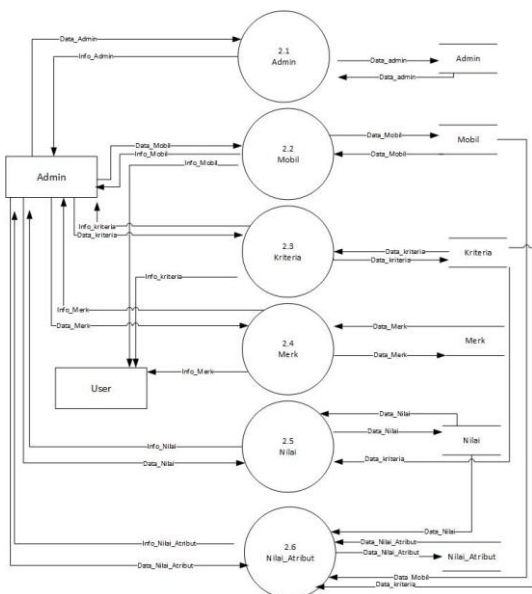 Data_Admin
2.1
Admin
Info_Admin
Data_admin
Admin
Data_admin
2.2
Mobil
Data_Mobil
Mobil
Data_Mobil
Info_Mobil
Data_Mobil
Info_Mobil
Admin
Info_kriteria
Data_kriteria
2.3
Kriteria
Data_kriteria
Data_kriteria
Kriteria
Info_kriteria
Info_Merk
Data_Merk
2.4
Merk
Data_Merk
Data_Merk
Merk
Info_Merk
User
Data_Nilai
Data_Nilai
Nilai
2.5
Nilai
Info_Nilai
Data_Nilai
Data_kriteria
Data_Nilai
2.6
Nilai_Atribut
Info_Nilai_Atribut
Data_Nilai_Atribut
Data_Nilai_Atribut
Nilai_Atribut
Data_Nilai_Atribut
Data_Mobil
Data_kriteria